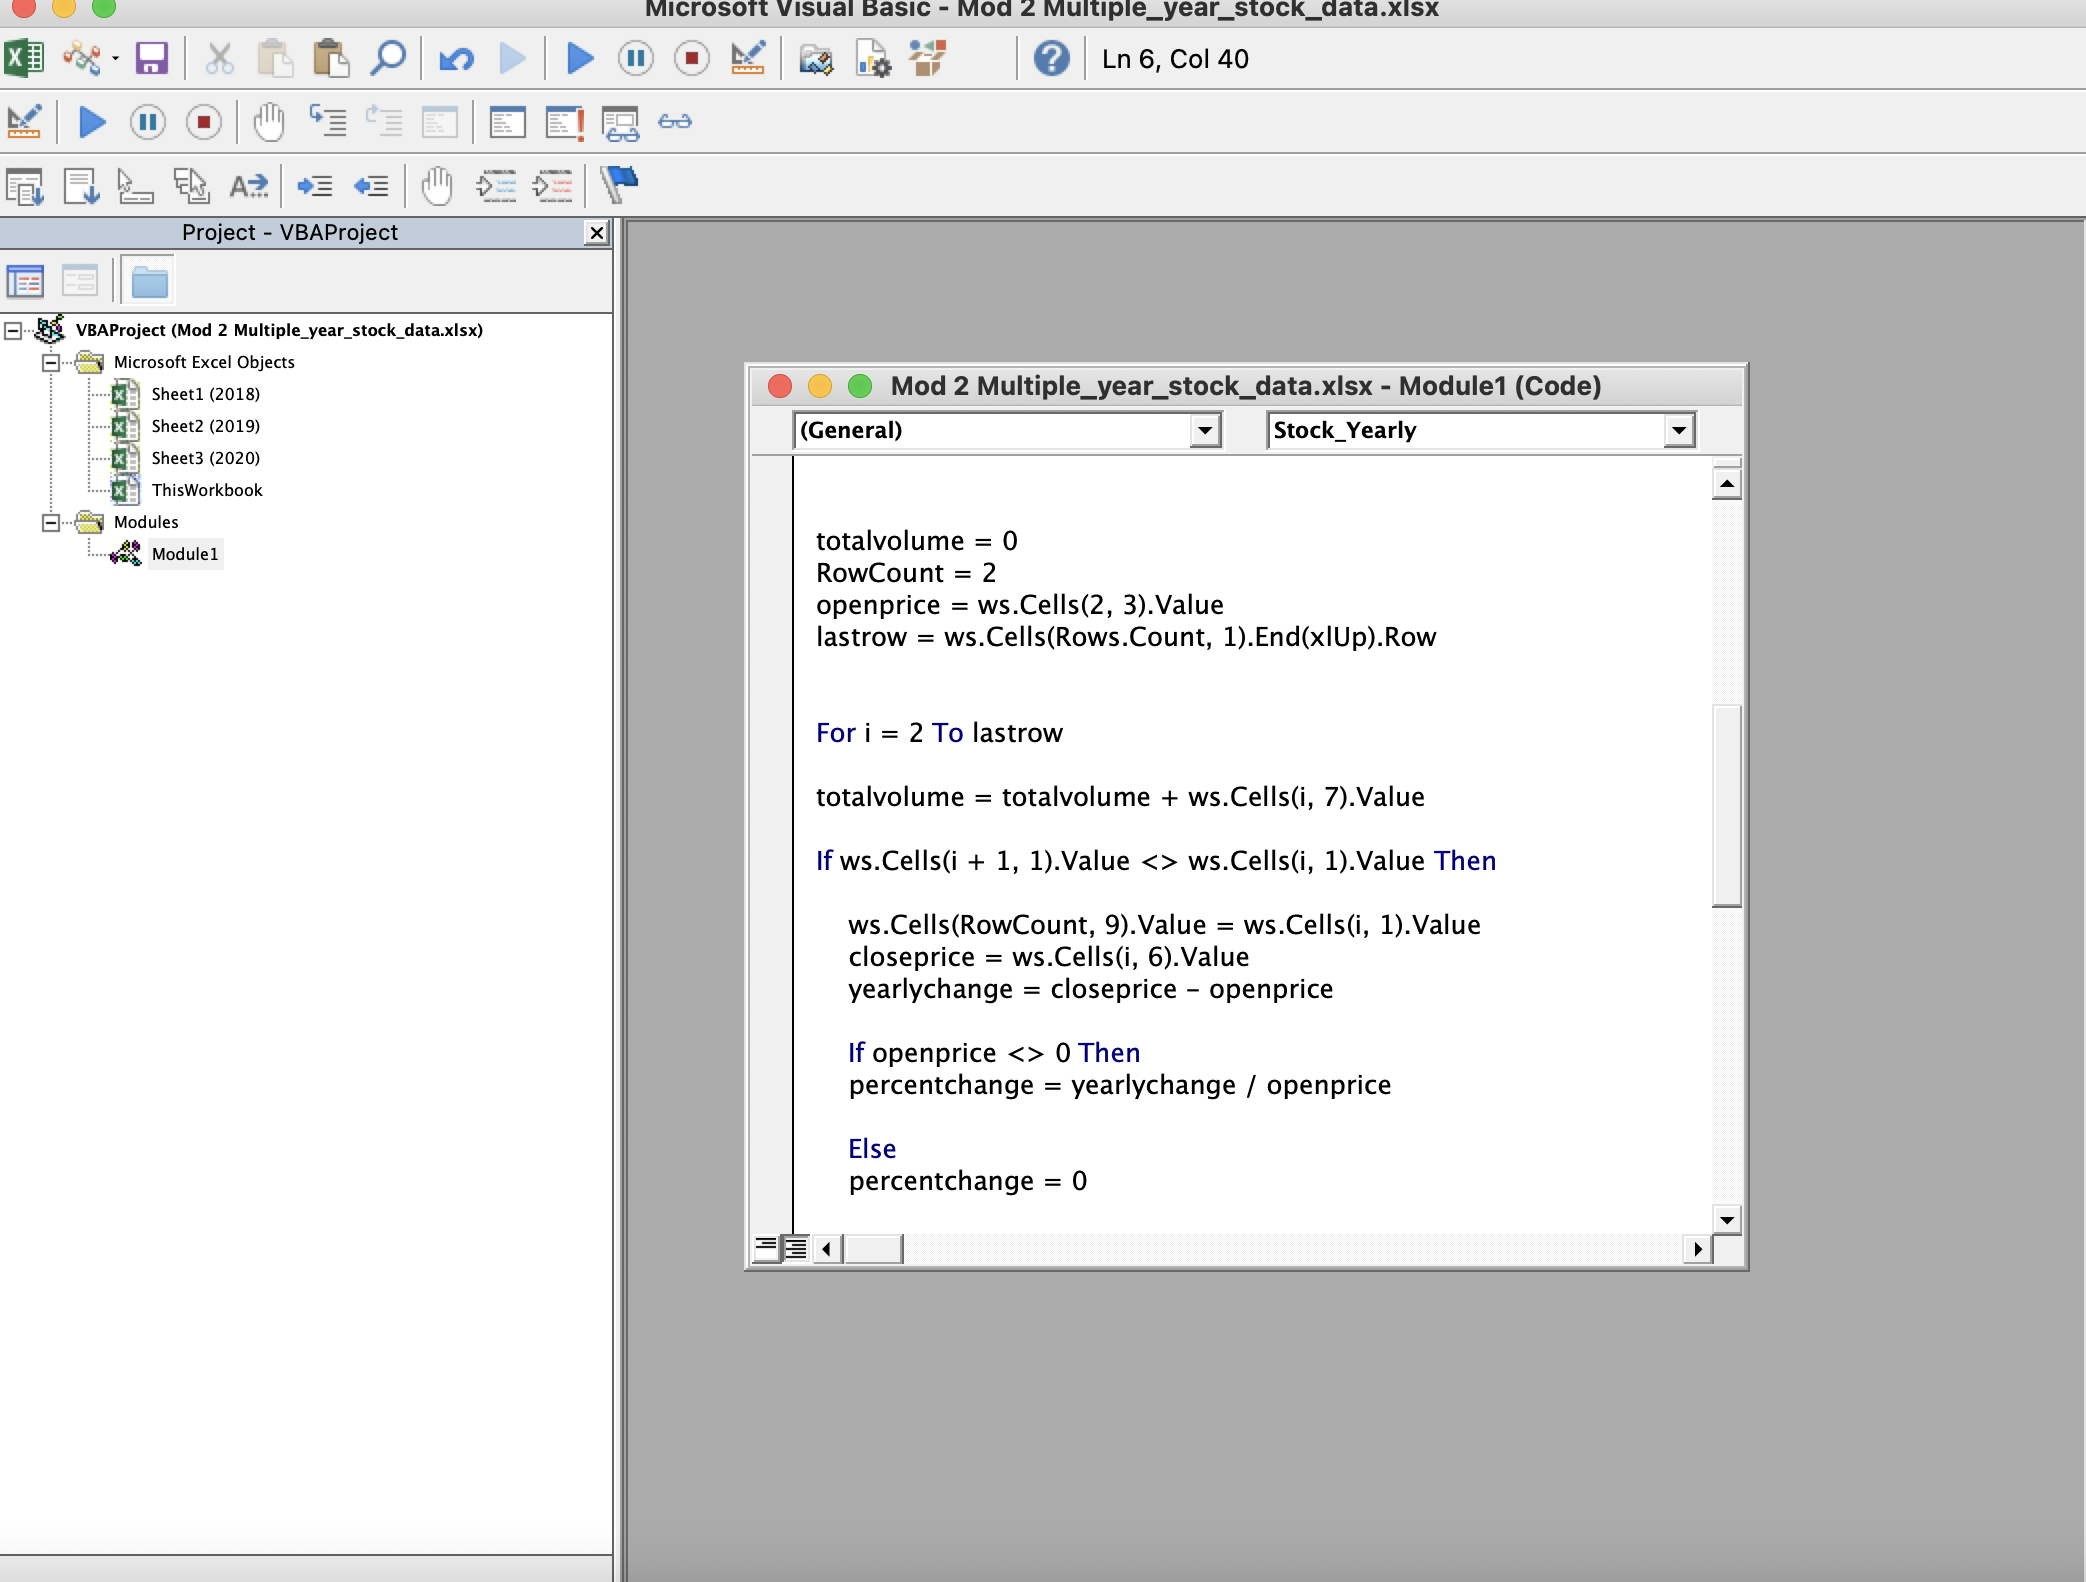 Microsoft Visual Basic - Mod 2 Multiple_year_stock_data.xlsx
Ln 6, Col 40
Project - VBAProject
VBAProject (Mod 2 Multiple_year_stock_data.xlsx)
Microsoft Excel Objects
Sheet1 (2018)
Sheet2 (2019)
Sheet3 (2020)
ThisWorkbook
Modules
Module1
Mod 2 Multiple_year_stock_data.xlsx - Module1 (Code)
(General)
Stock_Yearly
totalvolume = 0
RowCount = 2
openprice = ws.Cells(2, 3).Value
lastrow = ws.Cells(Rows.Count, 1).End(xlUp).Row
For i = 2 To lastrow
totalvolume = totalvolume + ws.Cells(i, 7).Value
If ws.Cells(i + 1, 1).Value <> ws.Cells(i, 1).Value Then
ws.Cells(RowCount, 9).Value = ws.Cells(i, 1).Value
closeprice = ws.Cells(i, 6).Value
yearlychange = closeprice - openprice
If openprice <> 0 Then
percentchange = yearlychange / openprice
Else
percentchange = 0